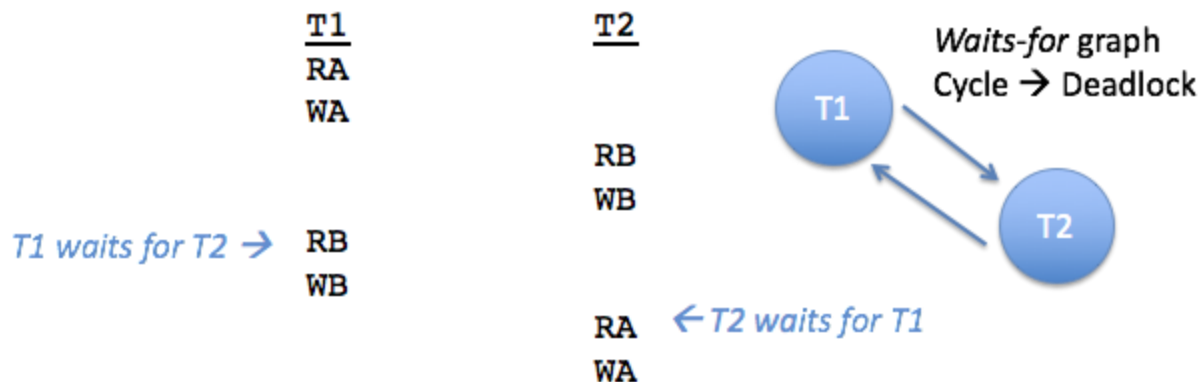 T1 T2
RA
WA
RB
WB
T1 waits for T2 → RB
WB
RA ← T2 waits for T1
WA
Waits-for graph
Cycle → Deadlock
T1
T2